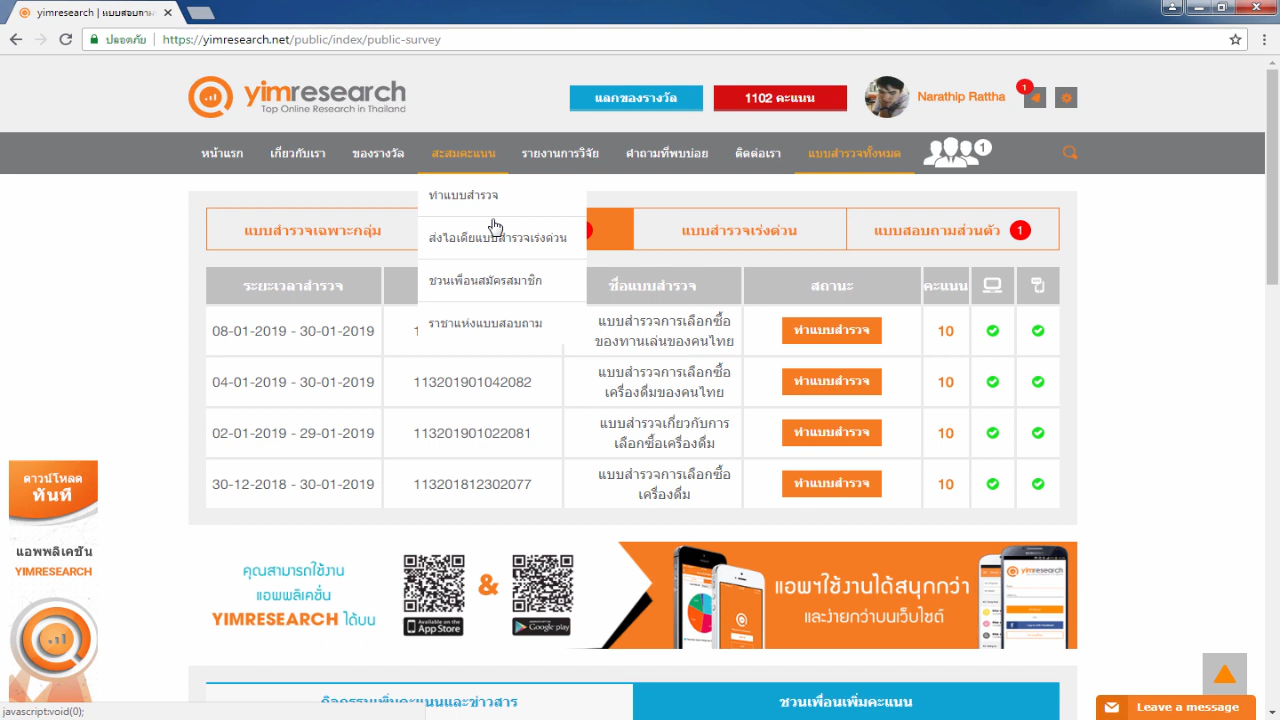 yimresearch | แบบสอบถาม
ปลอดภัย
https://yimresearch.net/public/index/public-survey
yimresearch
Top Online Research in Thailand
แลกของรางวัล
1102 คะแนน
Narathip Rattha
1
หน้าแรก
เกี่ยวกับเรา
ของรางวัล
สะสมคะแนน
รายงานการวิจัย
คำถามที่พบบ่อย
ติดต่อเรา
แบบสำรวจทั้งหมด
1
ทำแบบสำรวจ
ส่งไอเดียแบบสำรวจเร่งด่วน
ชวนเพื่อนสมัครสมาชิก
ราชาแห่งแบบสอบถาม
แบบสำรวจเฉพาะกลุ่ม
แบบสำรวจเร่งด่วน
แบบสอบถามส่วนตัว 1
ระยะเวลาสำรวจ
ชื่อแบบสำรวจ
สถานะ
คะแนน
08-01-2019 - 30-01-2019
แบบสำรวจการเลือกซื้อ
ของทานเล่นของคนไทย
ทำแบบสำรวจ
10
04-01-2019 - 30-01-2019
113201901042082
แบบสำรวจการเลือกซื้อ
เครื่องดื่มของคนไทย
ทำแบบสำรวจ
10
02-01-2019 - 29-01-2019
113201901022081
แบบสำรวจเกี่ยวกับการ
เลือกซื้อเครื่องดื่ม
ทำแบบสำรวจ
10
30-12-2018 - 30-01-2019
113201812302077
แบบสำรวจการเลือกซื้อ
เครื่องดื่ม
ทำแบบสำรวจ
10
ดาวน์โหลด
ทันที
แอพพลิเคชัน
YIMRESEARCH
คุณสามารถใช้งาน
แอพพลิเคชั่น
YIMRESEARCH ได้บน
Available on the
App Store
&
Google play
แอพฯใช้งานได้สนุกกว่า
และง่ายกว่าบนเว็บไซต์
yimresearch
กิจกรรมเพิ่มคะแนนและข่าวสาร
ชวนเพื่อนเพิ่มคะแนน
Leave a message
javascript:void(0);